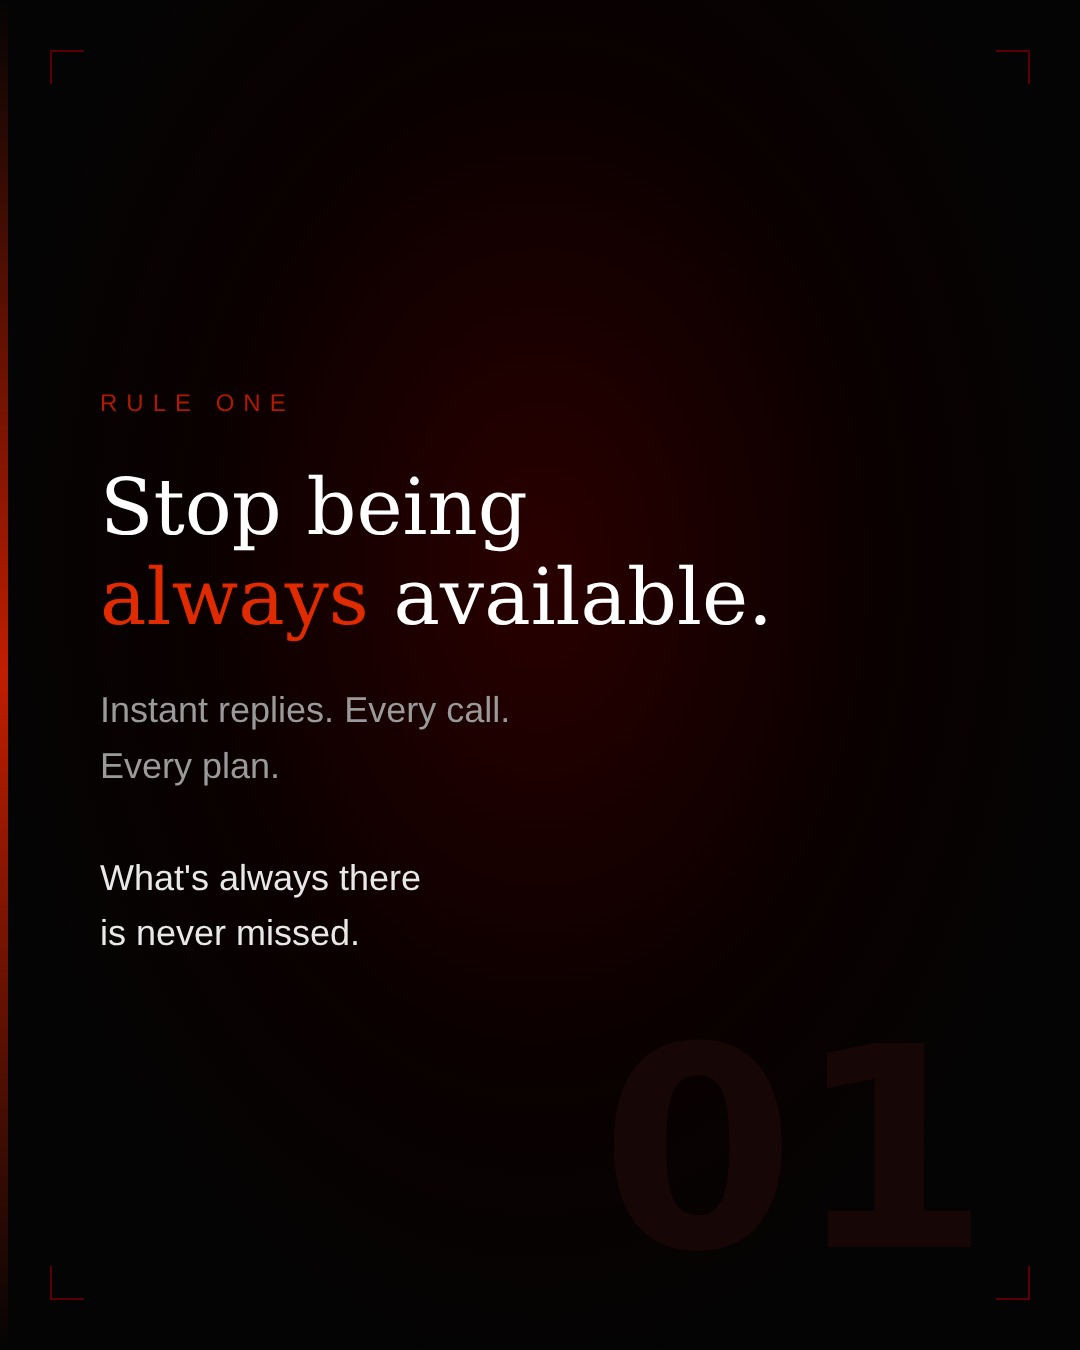 RULE ONE
Stop being
always available.
Instant replies. Every call.
Every plan.
What's always there
is never missed.
01